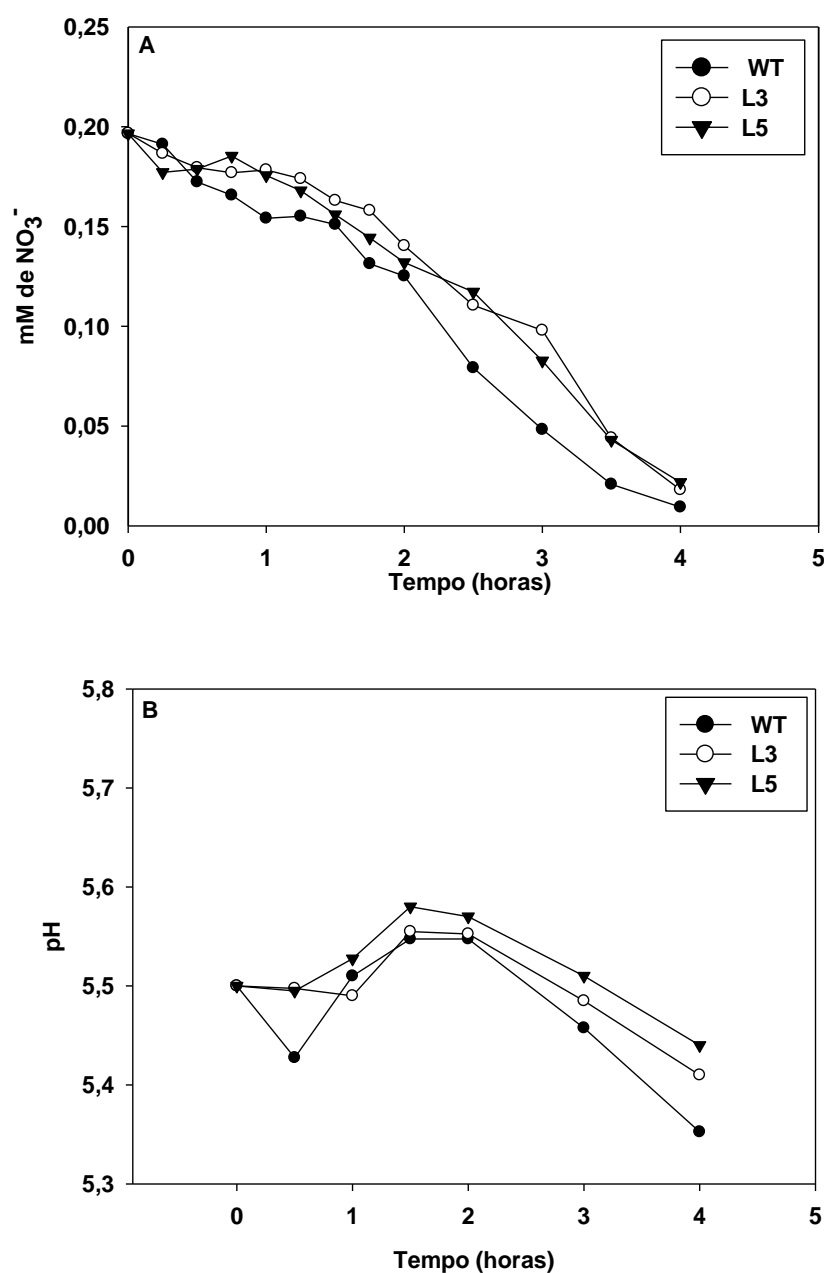 A
WT
L3
L5
mM de NO3-
0,25
0,20
0,15
0,10
0,05
0,00
0 1 2 3 4 5
Tempo (horas)
B
WT
L3
L5
pH
5,8
5,7
5,6
5,5
5,4
5,3
0 1 2 3 4 5
Tempo (horas)